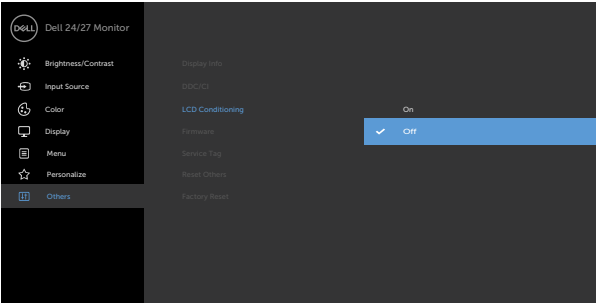 DELL
Dell 24/27 Monitor
Brightness/Contrast
Input Source
Color
Display
Menu
Personalize
Others
Display Info
DDC/CI
LCD Conditioning
Firmware
Service Tag
Reset Others
Factory Reset
On
Off